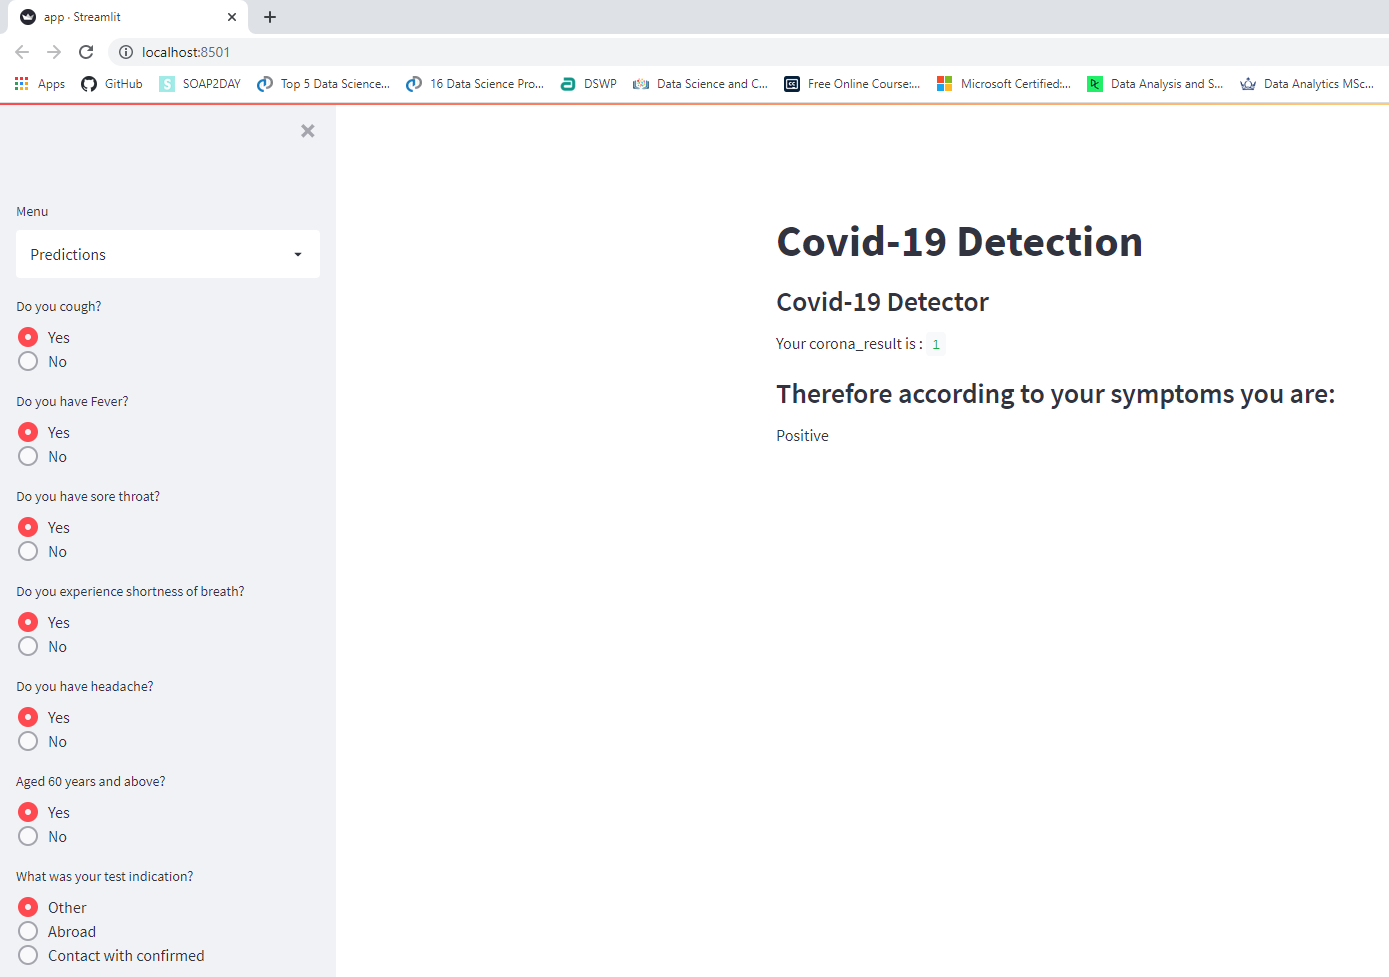 app · Streamlit
localhost:8501
Apps GitHub SOAP2DAY Top 5 Data Science... 16 Data Science Pro... DSWP Data Science and C... Free Online Course:... Microsoft Certified:... Data Analysis and S... Data Analytics MSc...
Menu
Predictions
Do you cough?
Yes
No
Do you have Fever?
Yes
No
Do you have sore throat?
Yes
No
Do you experience shortness of breath?
Yes
No
Do you have headache?
Yes
No
Aged 60 years and above?
Yes
No
What was your test indication?
Other
Abroad
Contact with confirmed
Covid-19 Detection
Covid-19 Detector
Your corona_result is : 1
Therefore according to your symptoms you are:
Positive